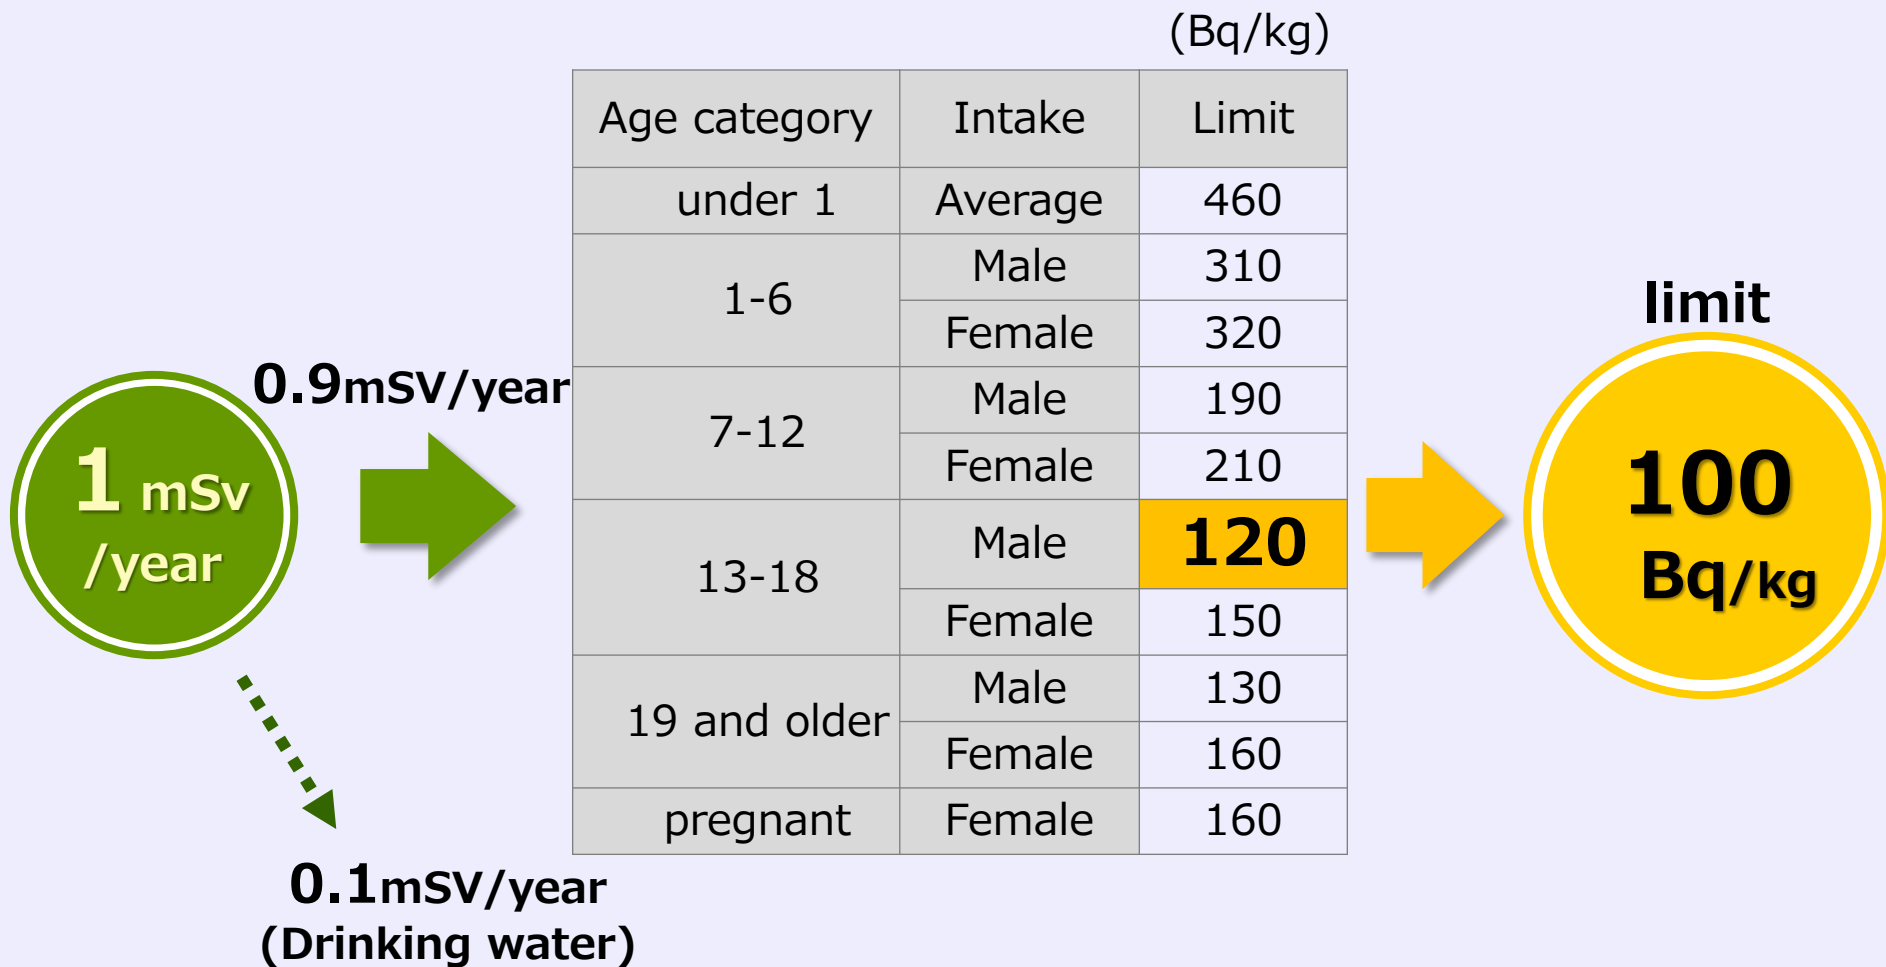 (Bq/kg)
Age category Intake Limit
under 1 Average 460
1-6 Male 310
Female 320
7-12 Male 190
Female 210
13-18 Male 120
Female 150
19 and older Male 130
Female 160
pregnant Female 160
1 mSv
/year
0.9mSV/year
0.1mSV/year
(Drinking water)
limit
100
Bq/kg